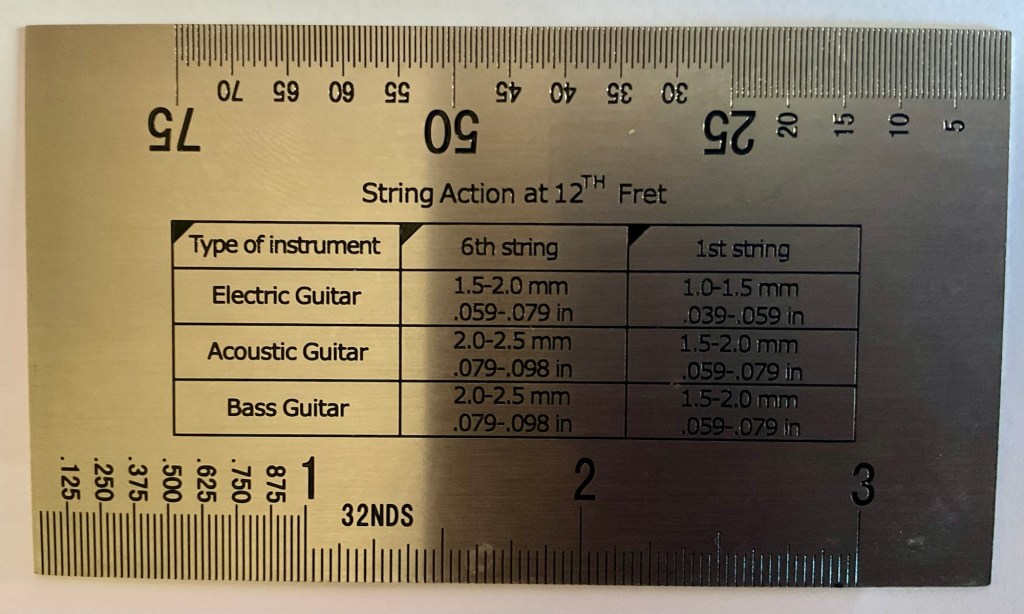 70 65 60 55 45 40 35 30
75 50 25 20 15 10 5
String Action at 12TH Fret
Type of instrument 6th string 1st string
Electric Guitar 1.5-2.0 mm 1.0-1.5 mm
.059-.079 in .039-.059 in
Acoustic Guitar 2.0-2.5 mm 1.5-2.0 mm
.079-.098 in .059-.079 in
Bass Guitar 2.0-2.5 mm 1.5-2.0 mm
.079-.098 in .059-.079 in
.125 .250 .375 .500 .625 .750 875 1 2 3
32NDS